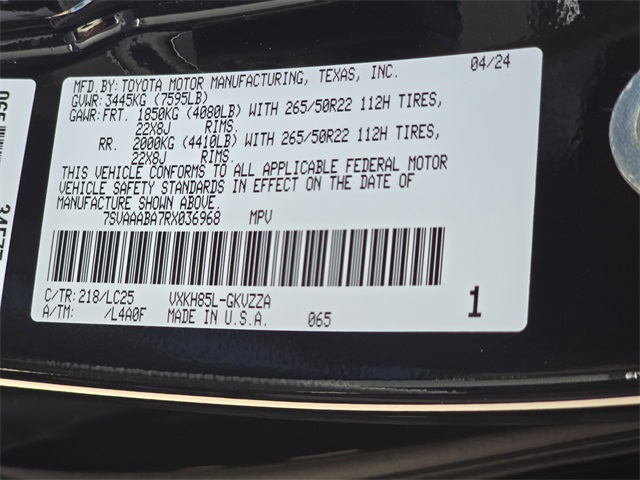 MFD. BY: TOYOTA MOTOR MANUFACTURING, TEXAS, INC. 04/24
GVWR: 3445KG (7595LB)
GAWR: FRT. 1850KG (4080LB) WITH 265/50R22 112H TIRES,
22X8J RIMS.
RR. 2000KG (4410LB) WITH 265/50R22 112H TIRES,
22X8J RIMS.
THIS VEHICLE CONFORMS TO ALL APPLICABLE FEDERAL MOTOR
VEHICLE SAFETY STANDARDS IN EFFECT ON THE DATE OF
MANUFACTURE SHOWN ABOVE.
7SVAAABA7RX036968 MPV
C/TR: 218/LC25 VXKH85L-GKVZZA
A/TM: /L4A0F MADE IN U.S.A. 065
1
065